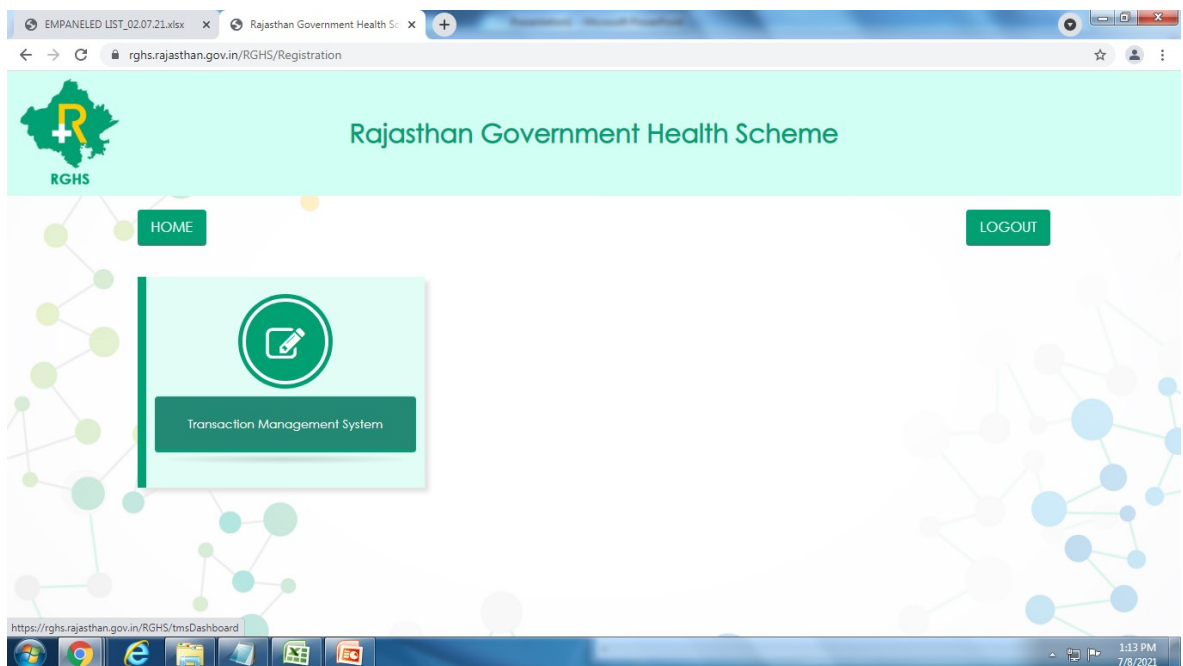 EMPANELED LIST_02.07.21.xlsx
Rajasthan Government Health Sc
rghs.rajasthan.gov.in/RGHS/Registration
RGHS
Rajasthan Government Health Scheme
HOME
LOGOUT
Transaction Management System
https://rghs.rajasthan.gov.in/RGHS/tmsDashboard
1:13 PM
7/8/2021